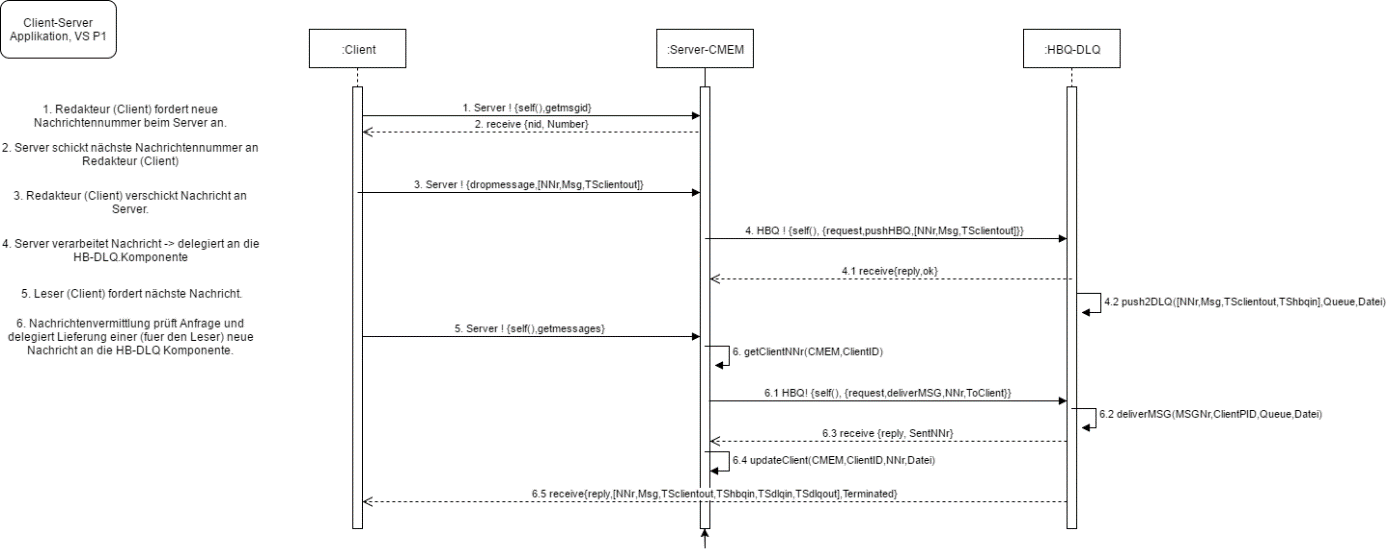 Client-Server
Applikation, VS P1
:Client
:Server-CMEM
:HBQ-DLQ
1. Redakteur (Client) fordert neue
Nachrichtennummer beim Server an.
2. Server schickt nächste Nachrichtennummer an
Redakteur (Client)
3. Redakteur (Client) verschickt Nachricht an
Server.
4. Server verarbeitet Nachricht -> delegiert an die
HB-DLQ.Komponente
5. Leser (Client) fordert nächste Nachricht.
6. Nachrichtenvermittlung prüft Anfrage und
delegiert Lieferung einer (fuer den Leser) neue
Nachricht an die HB-DLQ Komponente.
1. Server ! {self(),getmsgid}
2. receive {nid, Number}
3. Server ! {dropmessage,[NNr,Msg,TSclientout]}
4. HBQ ! {self(), {request,pushHBQ,[NNr,Msg,TSclientout]}}
4.1 receive{reply,ok}
4.2 push2DLQ([NNr,Msg,TSclientout,TShbqin],Queue,Datei)
5. Server ! {self(),getmessages}
6. getClientNNr(CMEM,ClientID)
6.1 HBQ! {self(), {request,deliverMSG,NNr,ToClient}}
6.2 deliverMSG(MSGNr,ClientPID,Queue,Datei)
6.3 receive {reply, SentNNr}
6.4 updateClient(CMEM,ClientID,NNr,Datei)
6.5 receive{reply,[NNr,Msg,TSclientout,TShbqin,TSdlqin,TSdlqout],Terminated}